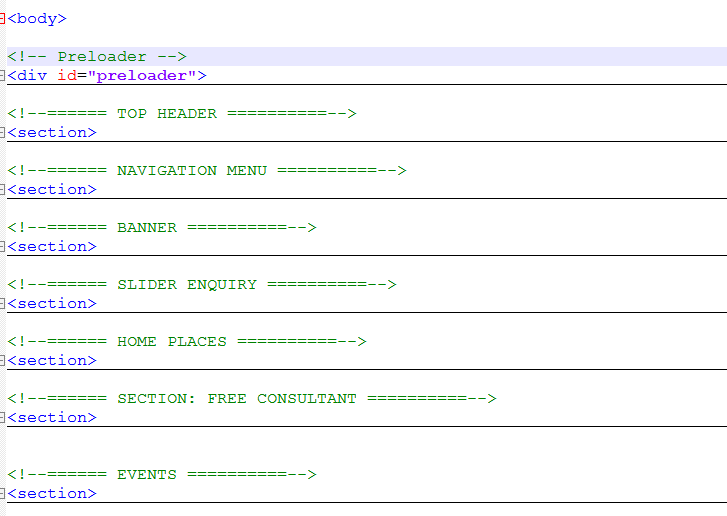 <body>
<!-- Preloader -->
<div id="preloader">
<!--====== TOP HEADER ==========-->
<section>
<!--====== NAVIGATION MENU ==========-->
<section>
<!--====== BANNER ==========-->
<section>
<!--====== SLIDER ENQUIRY ==========-->
<section>
<!--====== HOME PLACES ==========-->
<section>
<!--====== SECTION: FREE CONSULTANT ==========-->
<section>
<!--====== EVENTS ==========-->
<section>